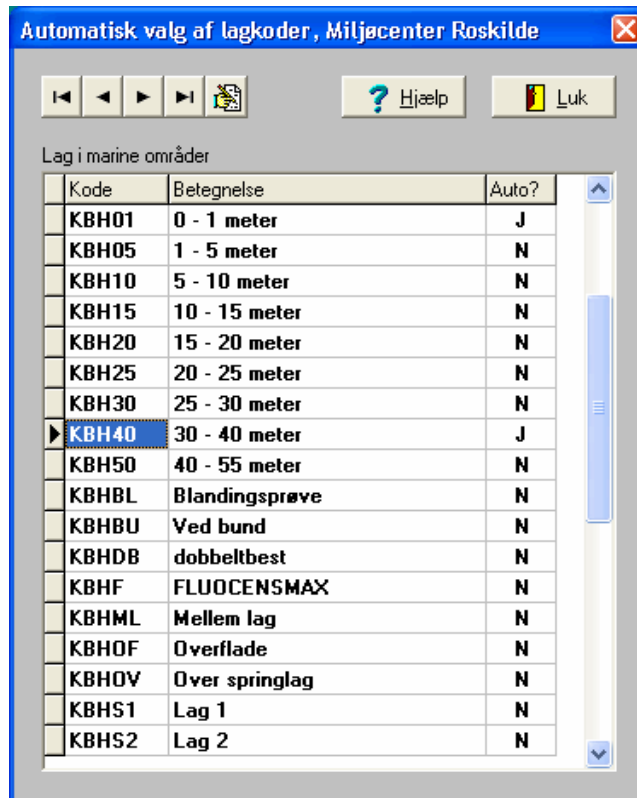 Automatisk valg af lagkoder, Miljøcenter Roskilde
Hjælp Luk
Lag i marine områder
Kode Betegnelse Auto?
KBH01 0 - 1 meter J
KBH05 1 - 5 meter N
KBH10 5 - 10 meter N
KBH15 10 - 15 meter N
KBH20 15 - 20 meter N
KBH25 20 - 25 meter N
KBH30 25 - 30 meter N
KBH40 30 - 40 meter J
KBH50 40 - 55 meter N
KBHBL Blandingsprøve N
KBHBU Ved bund N
KBHDB dobbeltbest N
KBHF FLUOCENSMAX N
KBHML Mellem lag N
KBHOF Overflade N
KBHOV Over springlag N
KBHS1 Lag 1 N
KBHS2 Lag 2 N